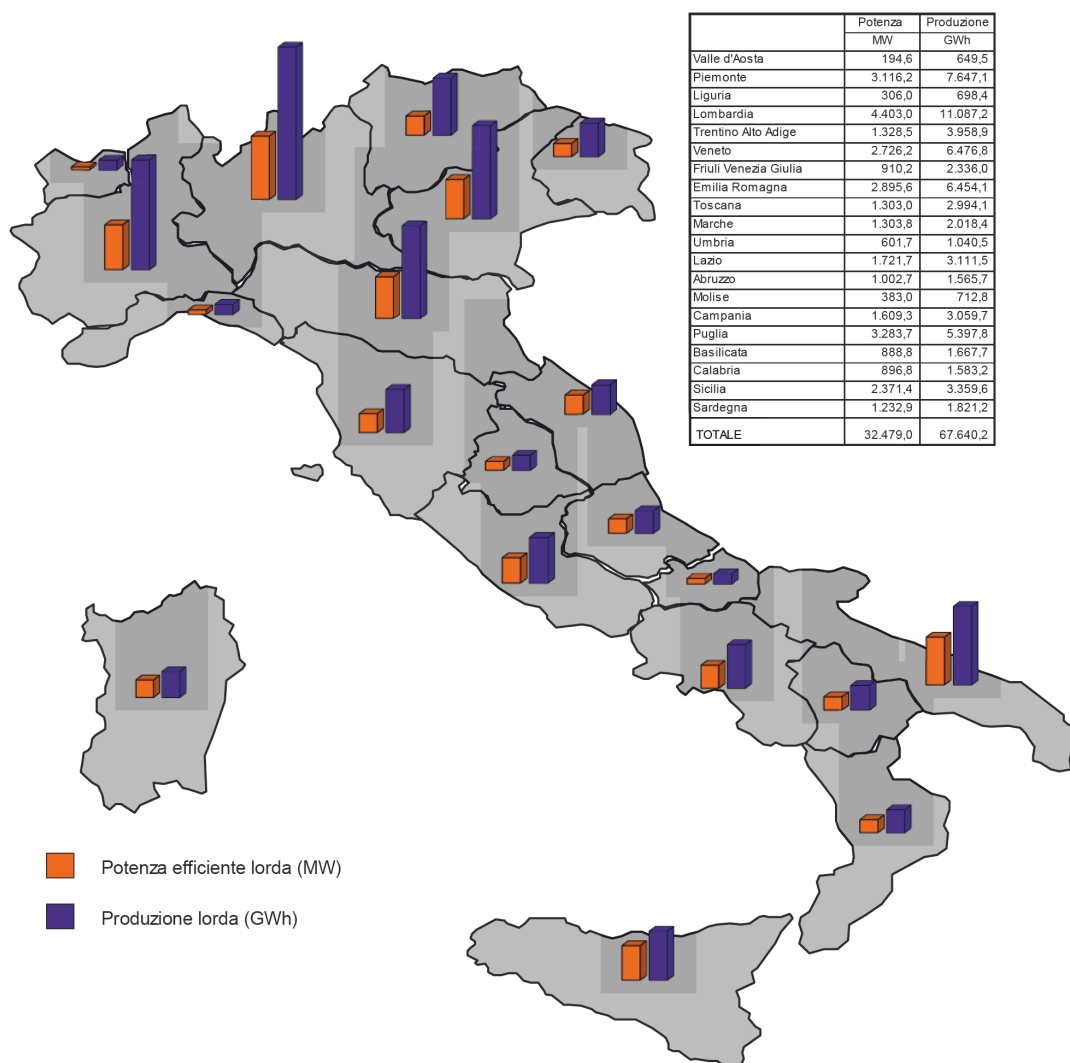 Potenza Produzione
MW GWh
Valle d'Aosta 194,6 649,5
Piemonte 3.116,2 7.647,1
Liguria 306,0 698,4
Lombardia 4.403,0 11.087,2
Trentino Alto Adige 1.328,5 3.958,9
Veneto 2.726,2 6.476,8
Friuli Venezia Giulia 910,2 2.336,0
Emilia Romagna 2.895,6 6.454,1
Toscana 1.303,0 2.994,1
Marche 1.303,8 2.018,4
Umbria 601,7 1.040,5
Lazio 1.721,7 3.111,5
Abruzzo 1.002,7 1.565,7
Molise 383,0 712,8
Campania 1.609,3 3.059,7
Puglia 3.283,7 5.397,8
Basilicata 888,8 1.667,7
Calabria 896,8 1.583,2
Sicilia 2.371,4 3.359,6
Sardegna 1.232,9 1.821,2
TOTALE 32.479,0 67.640,2
Potenza efficiente lorda (MW)
Produzione lorda (GWh)